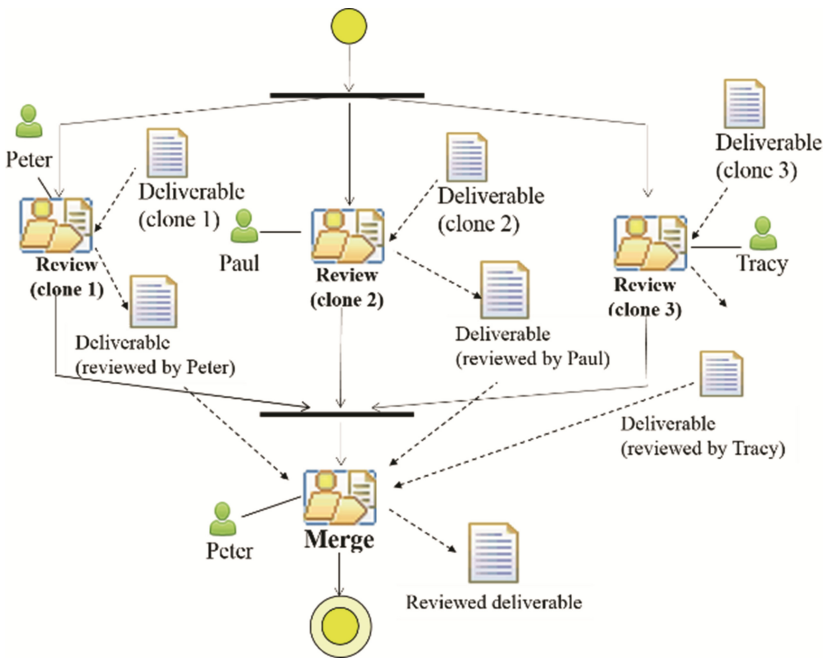 Peter
Deliverable
(clone 1)
Review
(clone 1)
Deliverable
(reviewed by Peter)
Paul
Deliverable
(clone 2)
Review
(clone 2)
Deliverable
(reviewed by Paul)
Deliverable
(clone 3)
Tracy
Review
(clone 3)
Deliverable
(reviewed by Tracy)
Peter
Merge
Reviewed deliverable